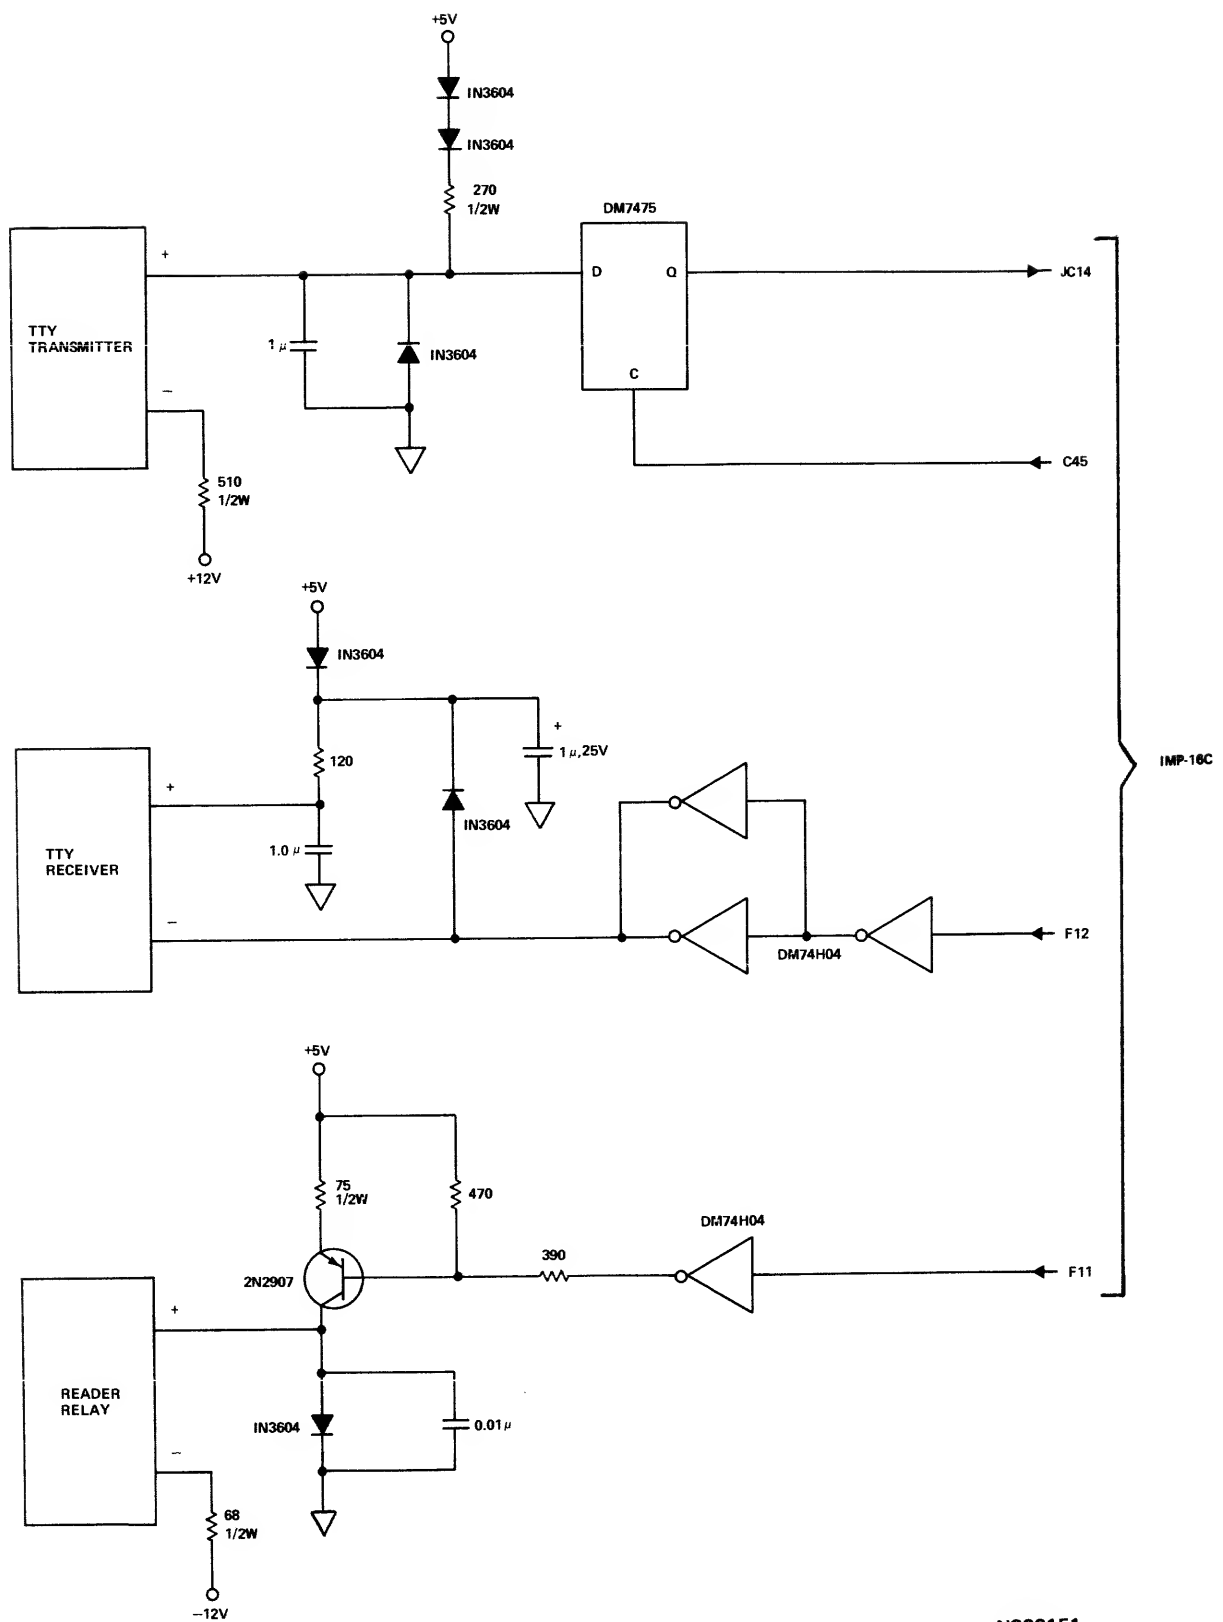 +5V
IN3604
IN3604
270
1/2W
DM7475
+
D
Q
JC14
TTY
TRANSMITTER
1 μ
IN3604
C
−
C45
510
1/2W
+12V
+5V
IN3604
+
1 μ,25V
120
IMP-16C
+
IN3604
1.0 μ
TTY
RECEIVER
−
F12
DM74H04
+5V
75
1/2W
470
DM74H04
390
2N2907
F11
+
READER
RELAY
IN3604
0.01 μ
−
68
1/2W
−12V